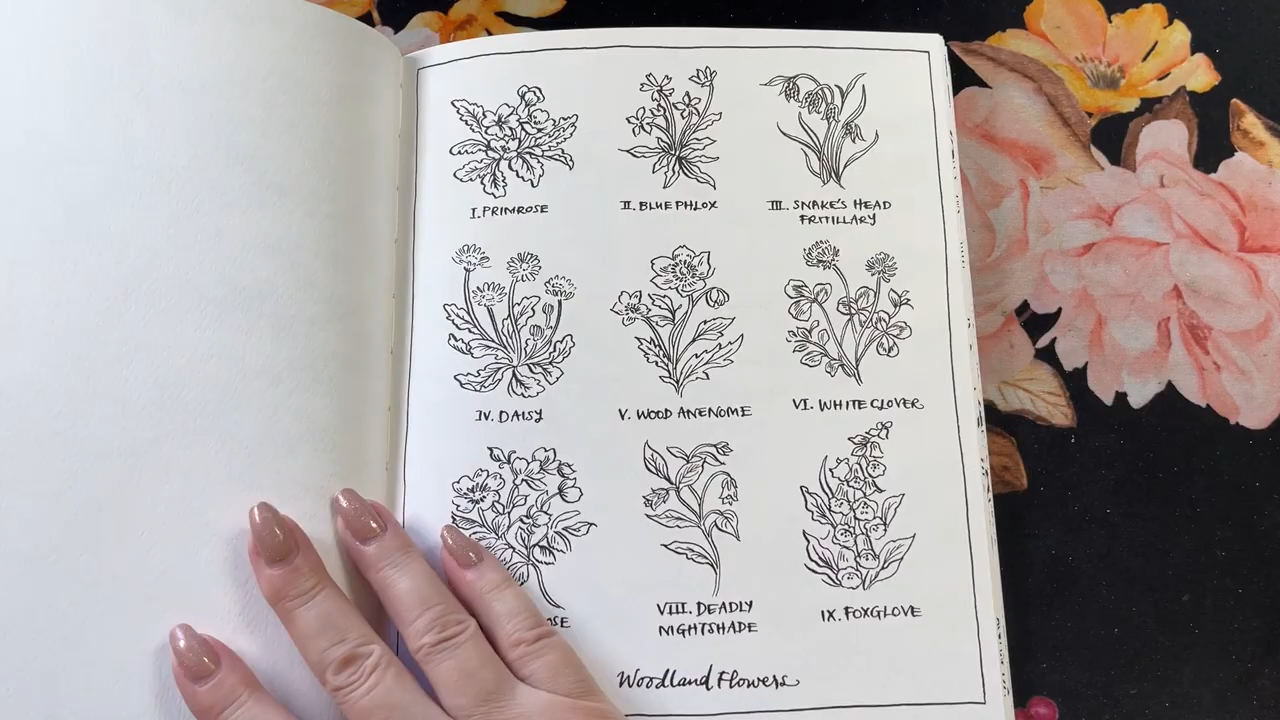 I. PRIMROSE
II. BLUE PHLOX
III. SNAKE'S HEAD
FRITILLARY
IV. DAISY
V. WOOD ANENOME
VI. WHITE CLOVER
OSE
VIII. DEADLY
NIGHTSHADE
IX. FOXGLOVE
Woodland Flowers